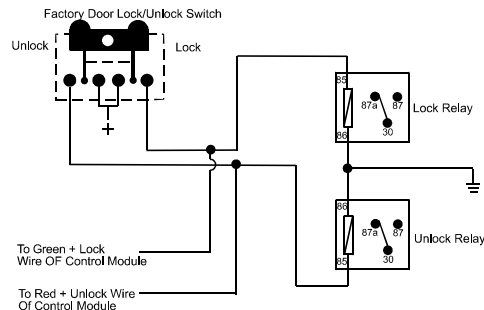 Factory Door Lock/Unlock Switch
Unlock
Lock
+
85
87a 87
30
86
Lock Relay
86
87a 87
30
85
Unlock Relay
To Green + Lock
Wire OF Control Module
To Red + Unlock Wire
Of Control Module